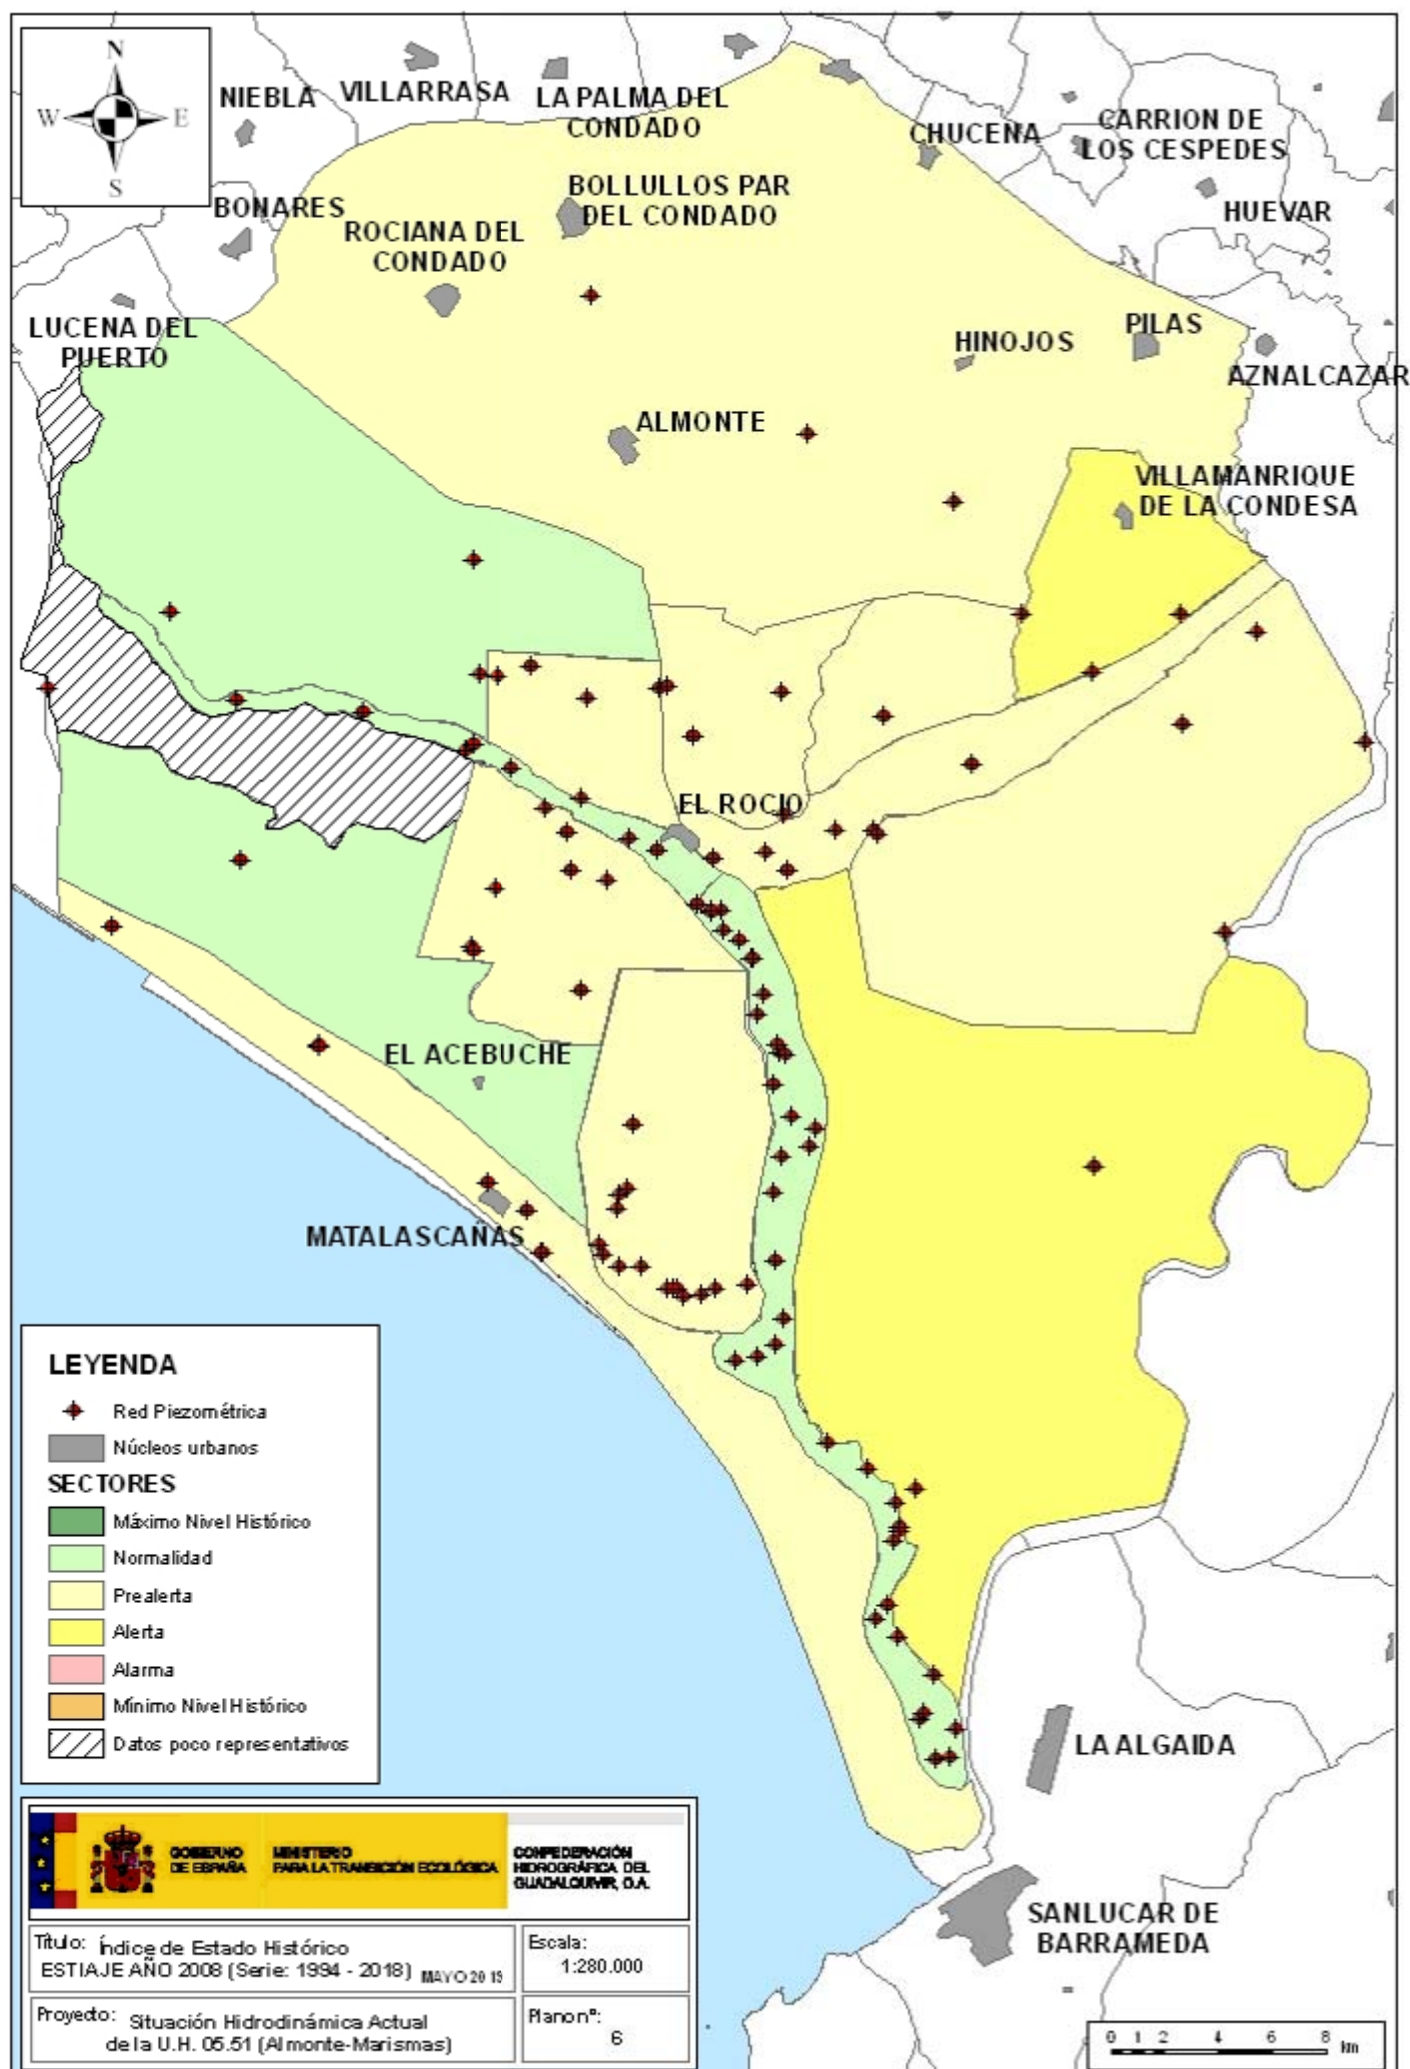 N
W
E
S
NIEBLA
VILLARRASA
LA PALMA DEL
CONDADO
CHUCENA
CARRION DE
LOS CESPEDES
BONARES
ROCIANA DEL
CONDADO
BOLLULLOS PAR
DEL CONDADO
HUEVAR
LUCENA DEL
PUERTO
HINOJOS
PILAS
AZNALCAZAR
ALMONTE
VILLAMANRIQUE
DE LA CONDESA
EL ROCIO
EL ACEBUCHE
MATALASCAÑAS
LA ALGAIDA
SANLUCAR DE
BARRAMEDA
LEYENDA
Red Piezométrica
Núcleos urbanos
SECTORES
Máximo Nivel Histórico
Normalidad
Prealerta
Alerta
Alarma
Mínimo Nivel Histórico
Datos poco representativos
GOBIERNO
DE ESPAÑA
MINISTERIO
PARA LA TRANSICIÓN ECOLÓGICA
CONFEDERACIÓN
HIDROGRÁFICA DEL
GUADALQUIVIR, O.A.
Título: Índice de Estado Histórico
ESTIAJE AÑO 2008 (Serie: 1994 - 2018) MAYO 2019
Escala:
1:280.000
Proyecto: Situación Hidrodinámica Actual
de la U.H. 05.51 (Almonte-Marismas)
Plano nº:
6
0 1 2 4 6 8 km